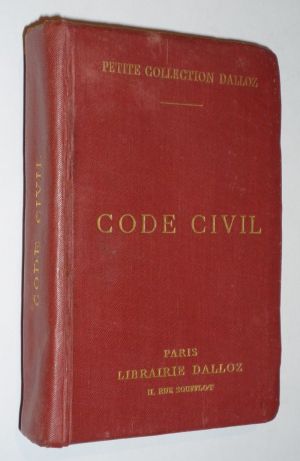 PETITE COLLECTION DALLOZ
CODE CIVIL
PARIS
LIBRAIRIE DALLOZ
11, RUE SOUFFLOT
CODE CIVIL